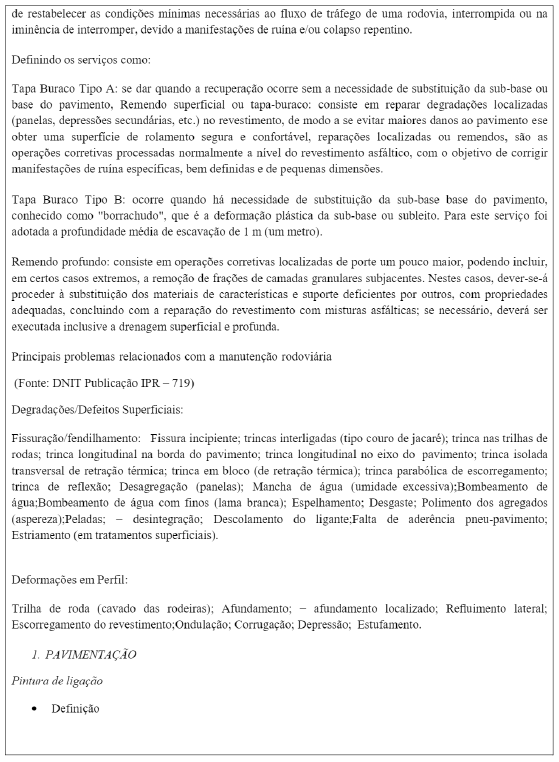 de restabelecer as condições mínimas necessárias ao fluxo de tráfego de uma rodovia, interrompida ou na
iminência de interromper, devido a manifestações de ruína e/ou colapso repentino.
Definindo os serviços como:
Tapa Buraco Tipo A: se dar quando a recuperação ocorre sem a necessidade de substituição da sub-base ou
base do pavimento, Remendo superficial ou tapa-buraco: consiste em reparar degradações localizadas
(panelas, depressões secundárias, etc.) no revestimento, de modo a se evitar maiores danos ao pavimento ese
obter uma superfície de rolamento segura e confortável, reparações localizadas ou remendos, são as
operações corretivas processadas normalmente a nível do revestimento asfáltico, com o objetivo de corrigir
manifestações de ruína específicas, bem definidas e de pequenas dimensões.
Tapa Buraco Tipo B: ocorre quando há necessidade de substituição da sub-base base do pavimento,
conhecido como "borrachudo", que é a deformação plástica da sub-base ou subleito. Para este serviço foi
adotada a profundidade média de escavação de 1 m (um metro).
Remendo profundo: consiste em operações corretivas localizadas de porte um pouco maior, podendo incluir,
em certos casos extremos, a remoção de frações de camadas granulares subjacentes. Nestes casos, dever-se-á
proceder à substituição dos materiais de características e suporte deficientes por outros, com propriedades
adequadas, concluindo com a reparação do revestimento com misturas asfálticas; se necessário, deverá ser
executada inclusive a drenagem superficial e profunda.
Principais problemas relacionados com a manutenção rodoviária
(Fonte: DNIT Publicação IPR – 719)
Degradações/Defeitos Superficiais:
Fissuração/fendilhamento: Fissura incipiente; trincas interligadas (tipo couro de jacaré); trinca nas trilhas de
rodas; trinca longitudinal na borda do pavimento; trinca longitudinal no eixo do pavimento; trinca isolada
transversal de retração térmica; trinca em bloco (de retração térmica); trinca parabólica de escorregamento;
trinca de reflexão; Desagregação (panelas); Mancha de água (umidade excessiva);Bombeamento de
água;Bombeamento de água com finos (lama branca); Espelhamento; Desgaste; Polimento dos agregados
(aspereza);Peladas; – desintegração; Descolamento do ligante;Falta de aderência pneu-pavimento;
Estriamento (em tratamentos superficiais).
Deformações em Perfil:
Trilha de roda (cavado das rodeiras); Afundamento; – afundamento localizado; Refluimento lateral;
Escorregamento do revestimento;Ondulação; Corrugação; Depressão; Estufamento.
1. PAVIMENTAÇÃO
Pintura de ligação
• Definição